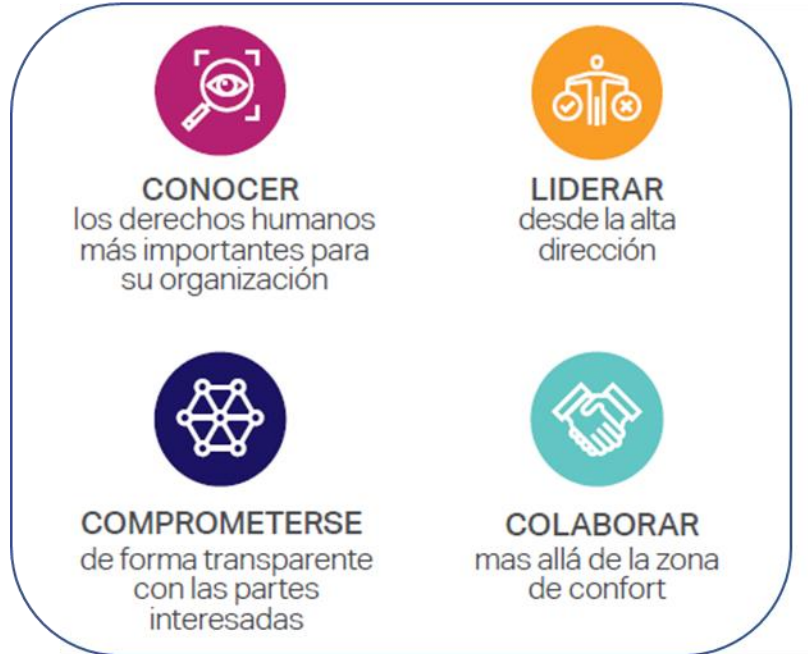 CONOCER
los derechos humanos
más importantes para
su organización
LIDERAR
desde la alta
dirección
COMPROMETERSE
de forma transparente
con las partes
interesadas
COLABORAR
mas allá de la zona
de confort